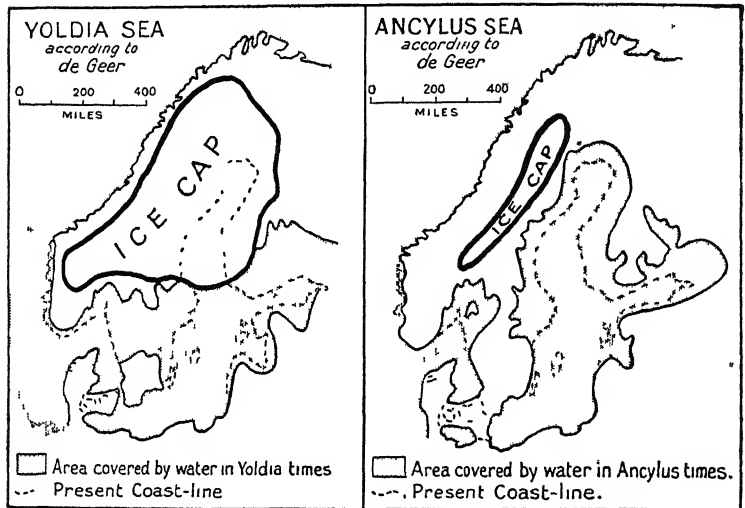 YOLDIA SEA
according to
de Geer
0 200 400
MILES
ICE CAP
Area covered by water in Yoldia times
Present Coast-line
ANCYLUS SEA
according to
de Geer
0 200 400
MILES
ICE CAP
Area covered by water in Ancylus times.
Present Coast-line.